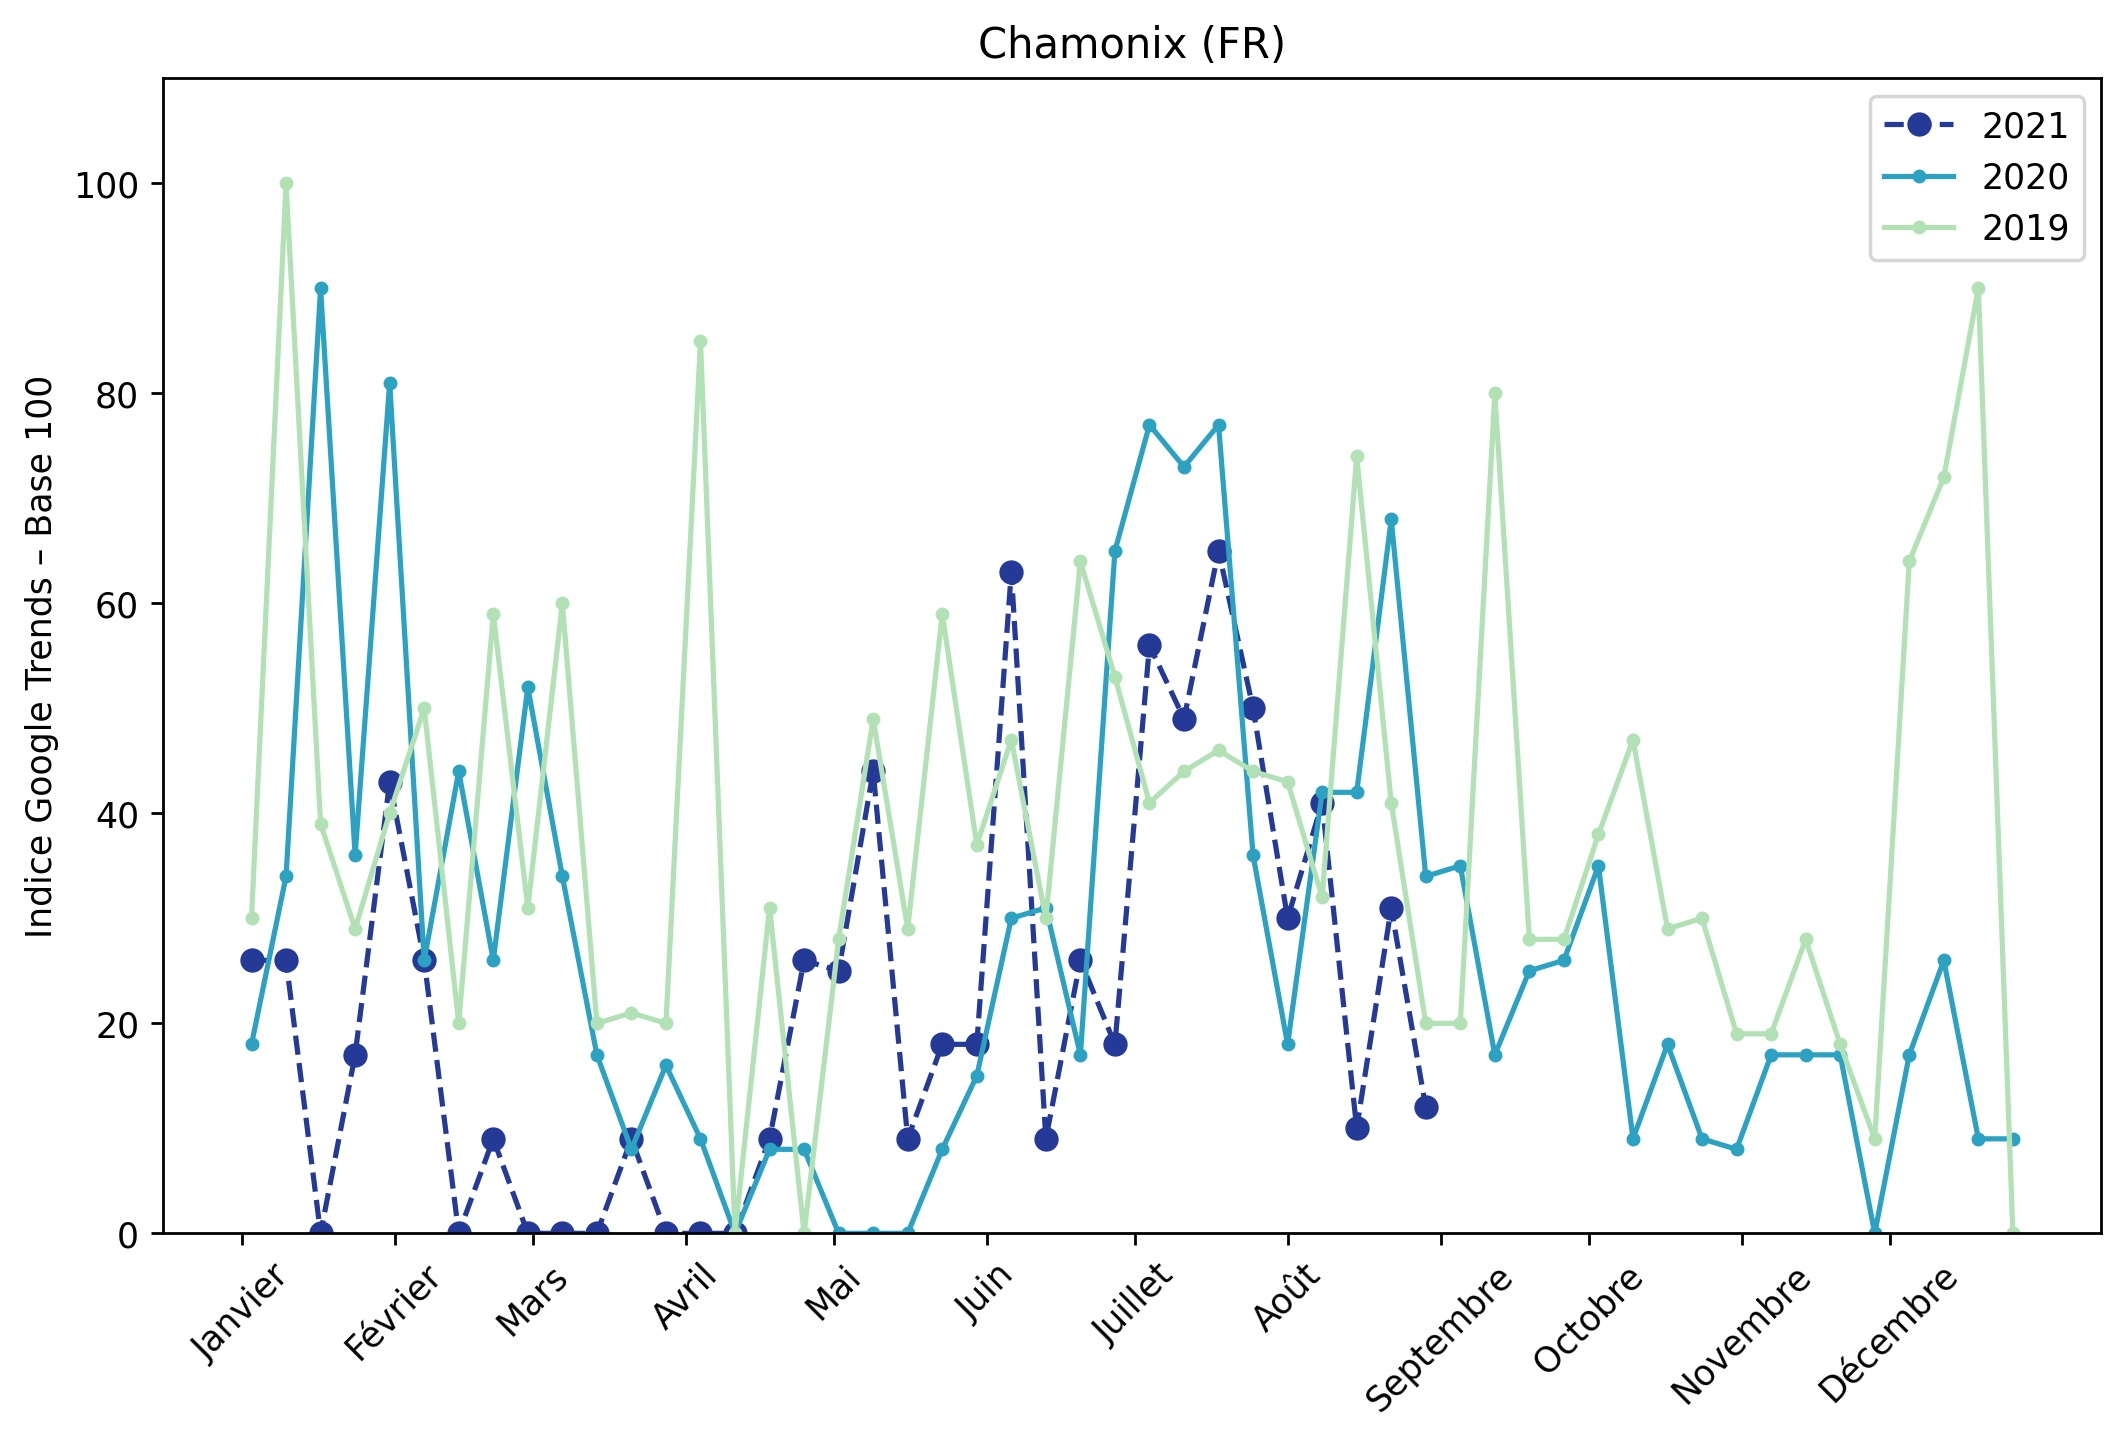 Chamonix (FR)
2021
2020
2019
Indice Google Trends – Base 100
100
80
60
40
20
0
Janvier
Février
Mars
Avril
Mai
Juin
Juillet
Août
Septembre
Octobre
Novembre
Décembre